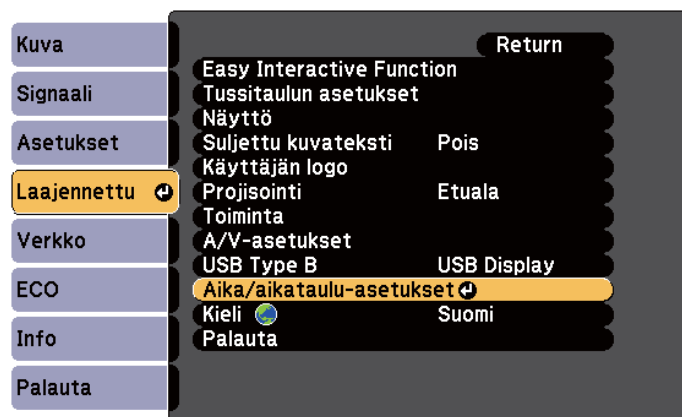 Kuva
Signaali
Asetukset
Laajennettu
Verkko
ECO
Info
Palauta
Return
Easy Interactive Function
Tussitaulun asetukset
Näyttö
Suljettu kuvateksti Pois
Käyttäjän logo
Projisointi Etuala
Toiminta
A/V-asetukset
USB Type B USB Display
Aika/aikataulu-asetukset
Kieli Suomi
Palauta